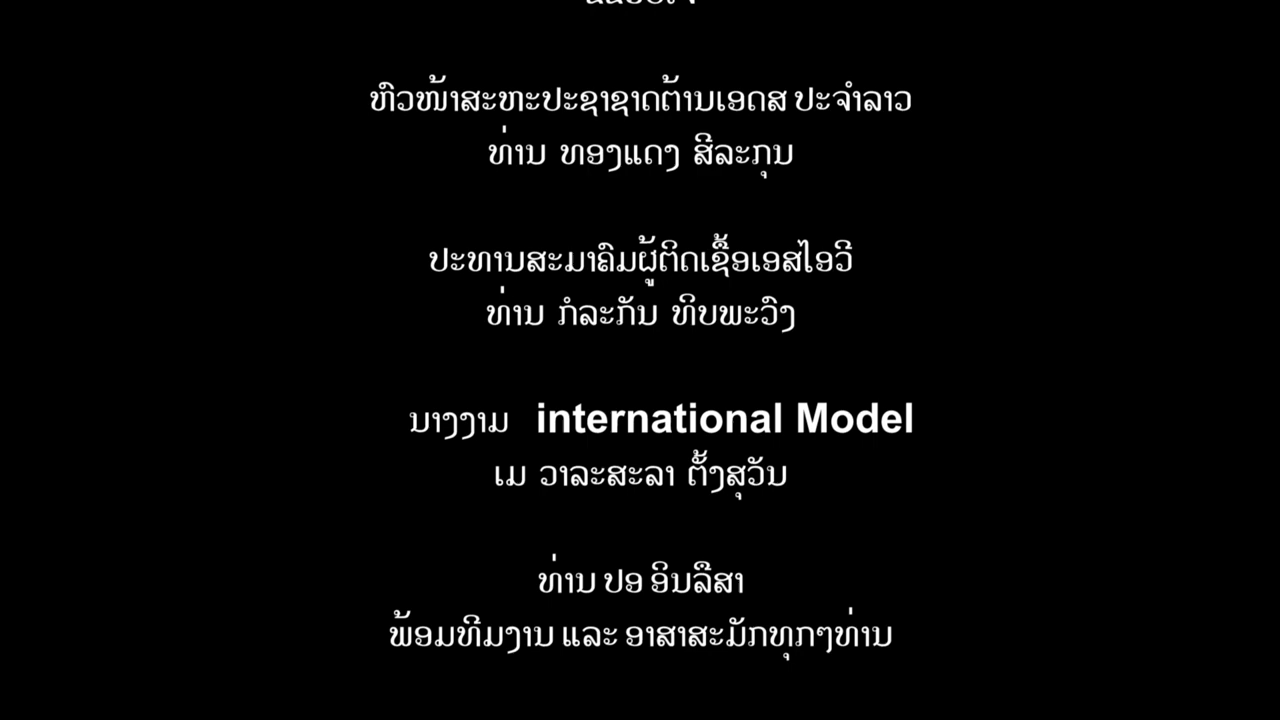 ຫົວໜ້າສະຫະປະຊາຊາດຕ້ານເອດສ ປະຈຳລາວ
ທ່ານ ທອງແດງ ສີລະກຸນ
ປະທານສະມາຄົມຜູ້ຕິດເຊື້ອເອສໄອວີ
ທ່ານ ກໍລະກັນ ທິບພະວົງ
ນາງງາມ international Model
ເມ ວາລະສະລາ ຕັ້ງສຸວັນ
ທ່ານ ປອ ອິນລືສາ
ພ້ອມທີມງານ ແລະ ອາສາສະມັກທຸກໆທ່ານ